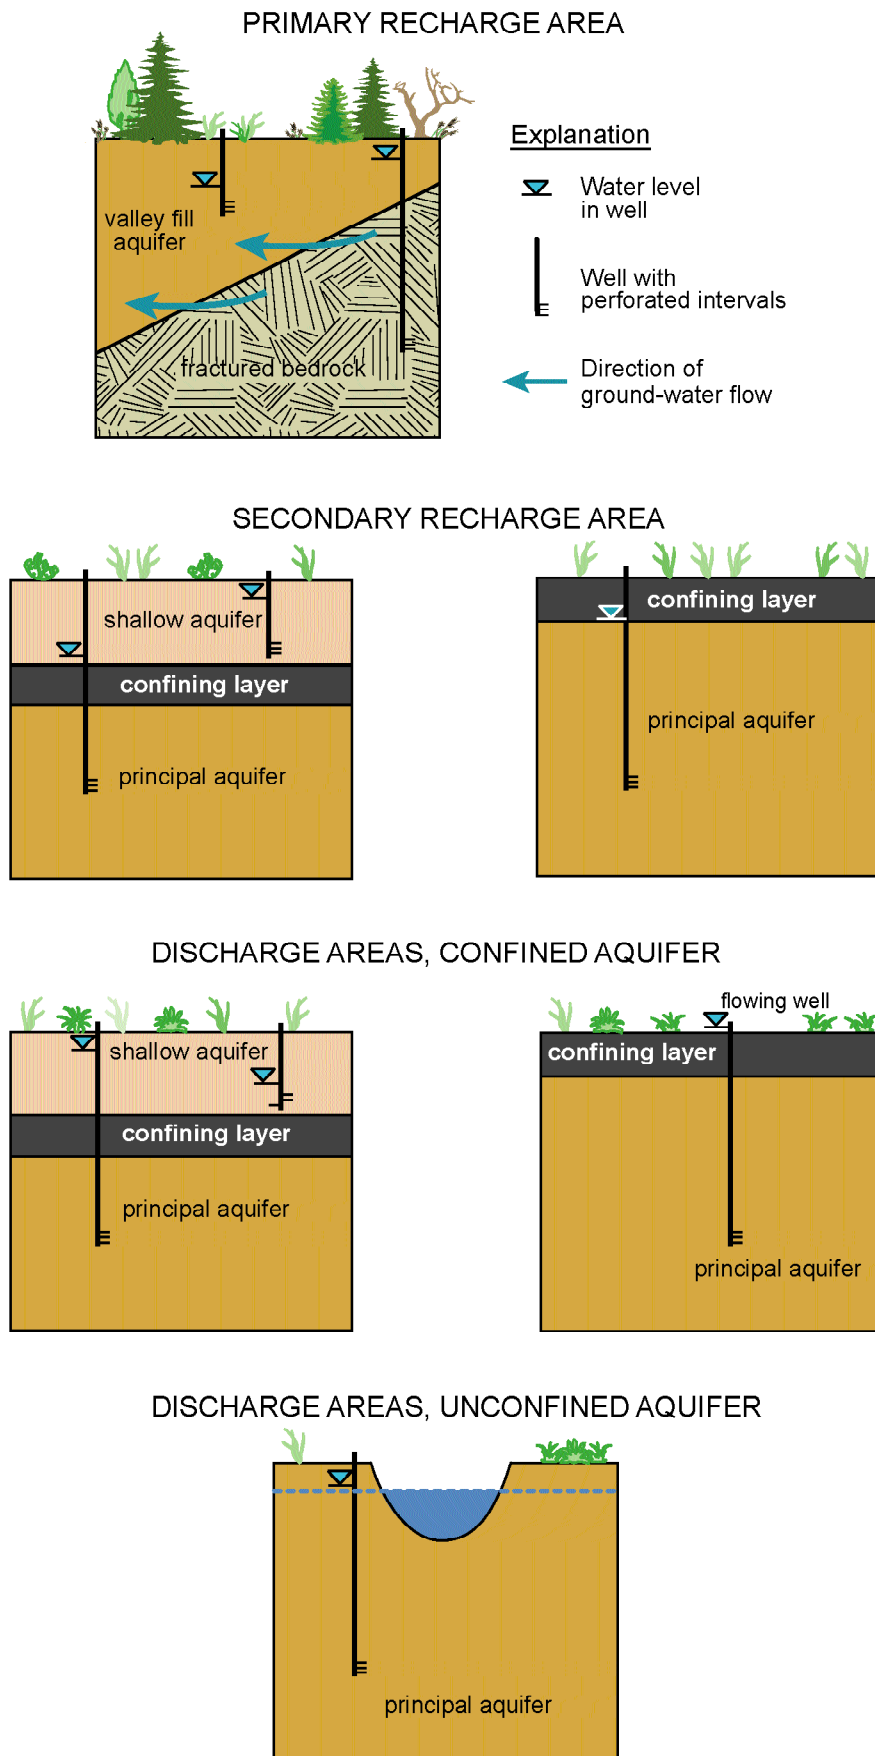 PRIMARY RECHARGE AREA
valley fill
aquifer
fractured bedrock
Explanation
Water level
in well
Well with
perforated intervals
Direction of
ground-water flow
SECONDARY RECHARGE AREA
shallow aquifer
confining layer
principal aquifer
confining layer
principal aquifer
DISCHARGE AREAS, CONFINED AQUIFER
shallow aquifer
confining layer
principal aquifer
flowing well
confining layer
principal aquifer
DISCHARGE AREAS, UNCONFINED AQUIFER
principal aquifer